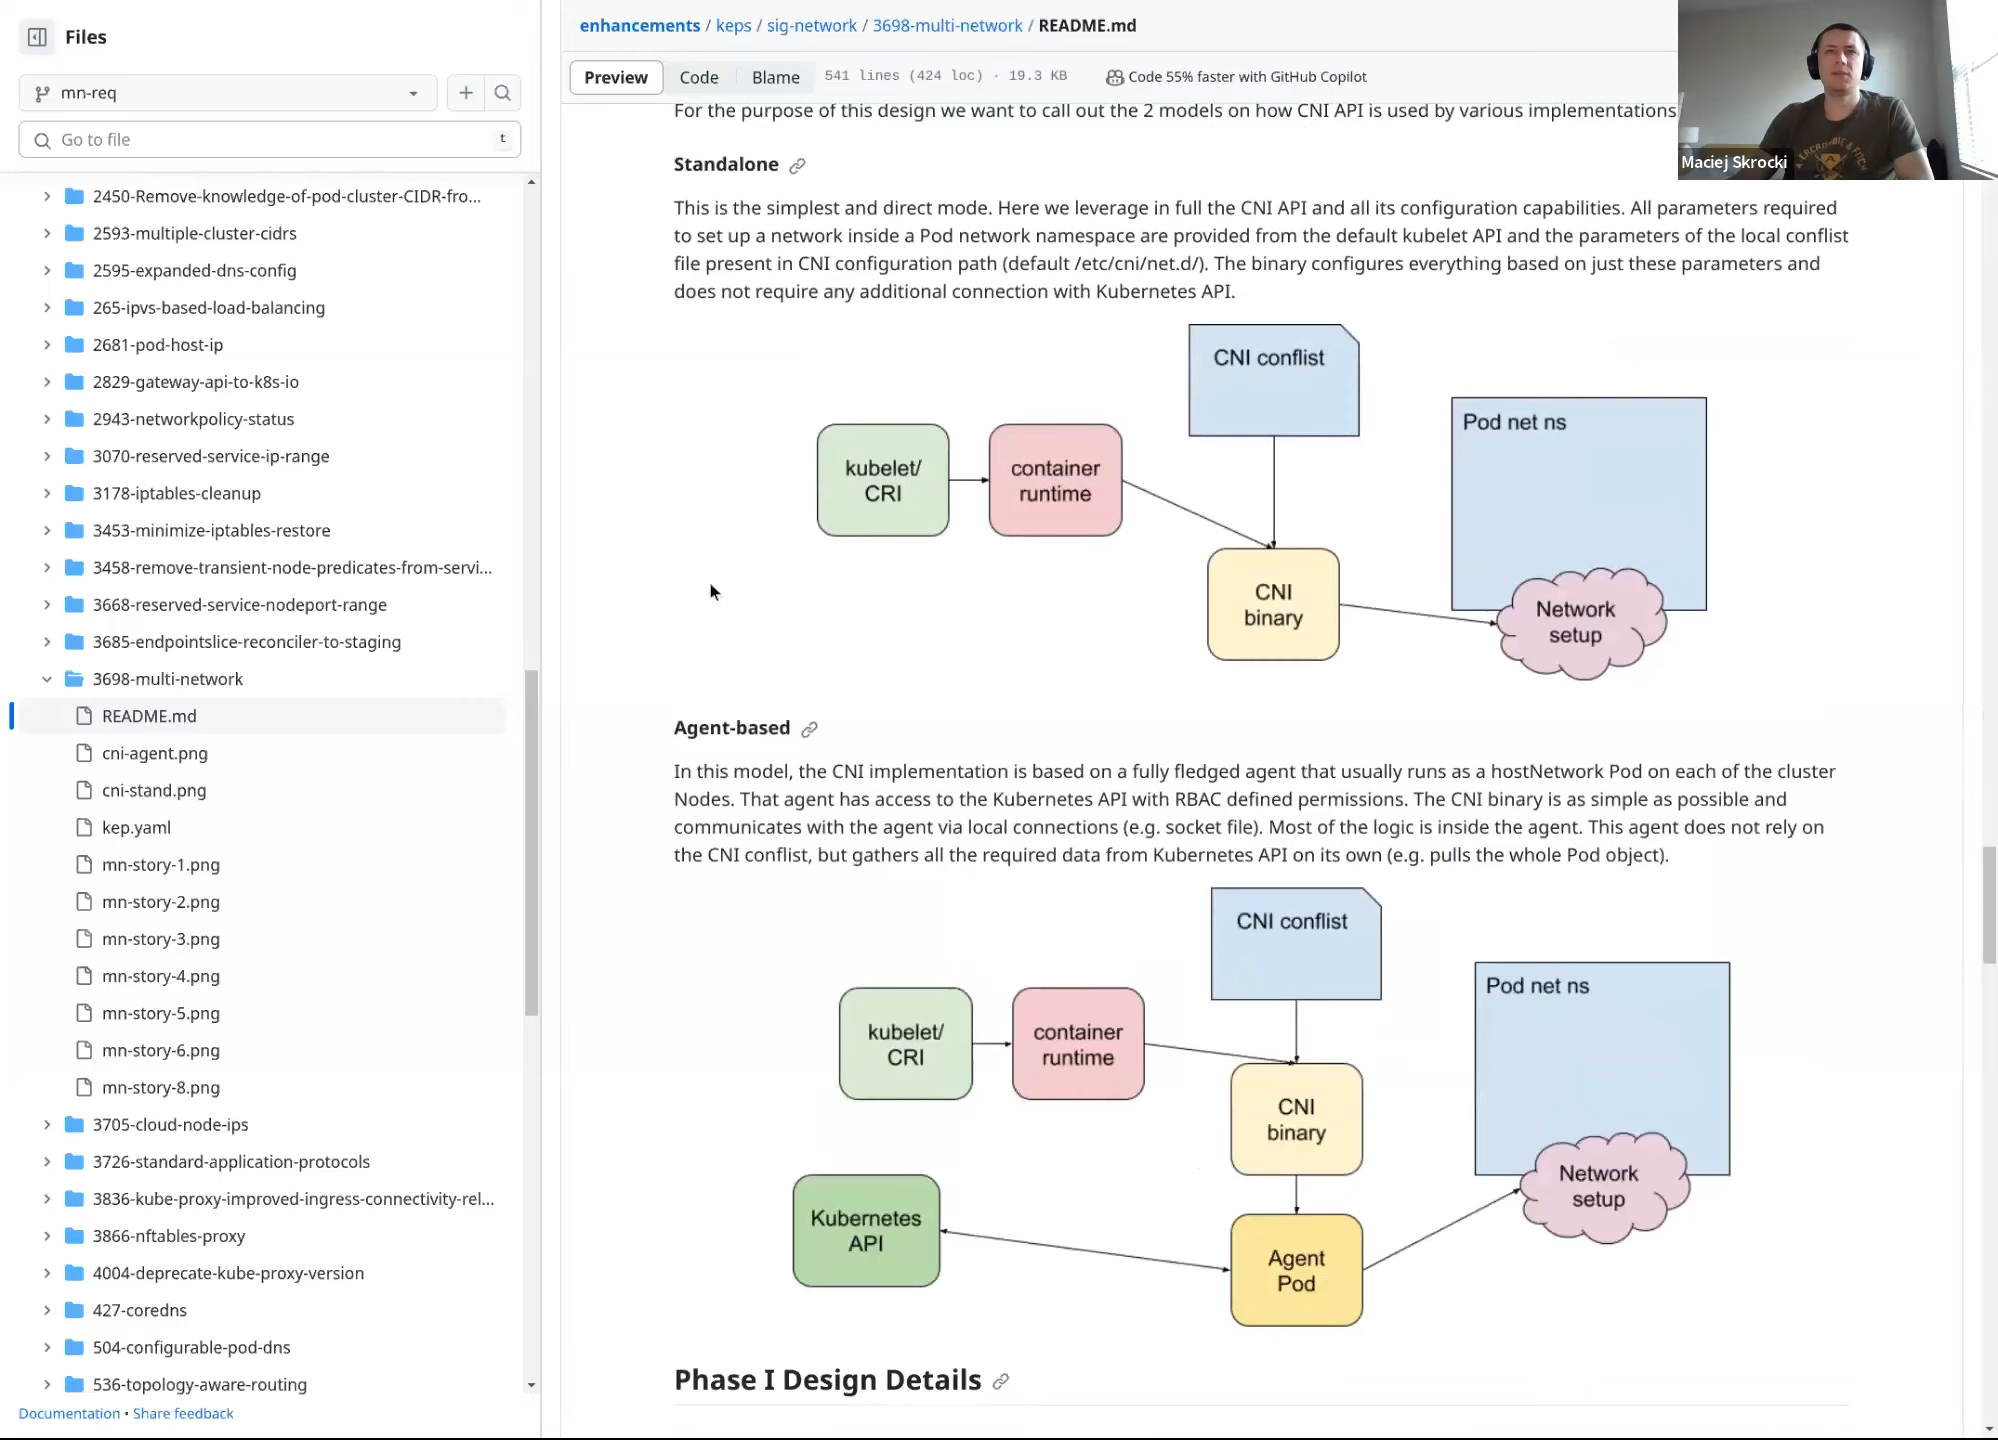 Files
mn-req
Go to file
t
2450-Remove-knowledge-of-pod-cluster-CIDR-fro...
2593-multiple-cluster-cidrs
2595-expanded-dns-config
265-ipvs-based-load-balancing
2681-pod-host-ip
2829-gateway-api-to-k8s-io
2943-networkpolicy-status
3070-reserved-service-ip-range
3178-iptables-cleanup
3453-minimize-iptables-restore
3458-remove-transient-node-predicates-from-servi...
3668-reserved-service-nodeport-range
3685-endpointslice-reconciler-to-staging
3698-multi-network
README.md
cni-agent.png
cni-stand.png
kep.yaml
mn-story-1.png
mn-story-2.png
mn-story-3.png
mn-story-4.png
mn-story-5.png
mn-story-6.png
mn-story-8.png
3705-cloud-node-ips
3726-standard-application-protocols
3836-kube-proxy-improved-ingress-connectivity-rel...
3866-nftables-proxy
4004-deprecate-kube-proxy-version
427-coredns
504-configurable-pod-dns
536-topology-aware-routing
Documentation • Share feedback
enhancements / keps / sig-network / 3698-multi-network / README.md
Preview Code Blame 541 lines (424 loc) · 19.3 KB Code 55% faster with GitHub Copilot
For the purpose of this design we want to call out the 2 models on how CNI API is used by various implementations
Maciej Skrocki
Standalone
This is the simplest and direct mode. Here we leverage in full the CNI API and all its configuration capabilities. All parameters required
to set up a network inside a Pod network namespace are provided from the default kubelet API and the parameters of the local conflist
file present in CNI configuration path (default /etc/cni/net.d/). The binary configures everything based on just these parameters and
does not require any additional connection with Kubernetes API.
CNI conflist
Pod net ns
kubelet/
CRI
container
runtime
CNI
binary
Network
setup
Agent-based
In this model, the CNI implementation is based on a fully fledged agent that usually runs as a hostNetwork Pod on each of the cluster
Nodes. That agent has access to the Kubernetes API with RBAC defined permissions. The CNI binary is as simple as possible and
communicates with the agent via local connections (e.g. socket file). Most of the logic is inside the agent. This agent does not rely on
the CNI conflist, but gathers all the required data from Kubernetes API on its own (e.g. pulls the whole Pod object).
CNI conflist
Pod net ns
kubelet/
CRI
container
runtime
CNI
binary
Network
setup
Kubernetes
API
Agent
Pod
Phase I Design Details